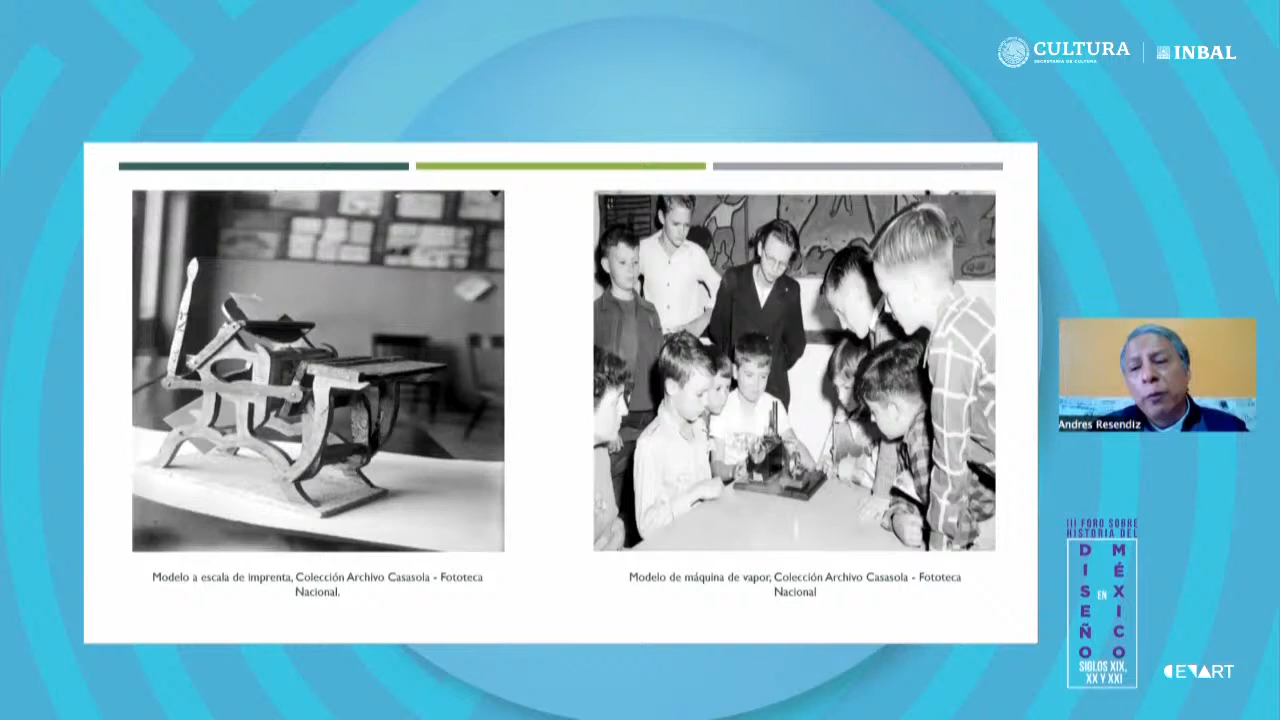 CULTURA
SECRETARÍA DE CULTURA
INBAL
Modelo a escala de imprenta, Colección Archivo Casasola - Fototeca
Nacional.
Modelo de máquina de vapor, Colección Archivo Casasola - Fototeca
Nacional
Andres Resendiz
III FORO SOBRE
HISTORIA DEL
DISEÑO
EN
MÉXICO
SIGLOS XIX,
XX Y XXI
CENART